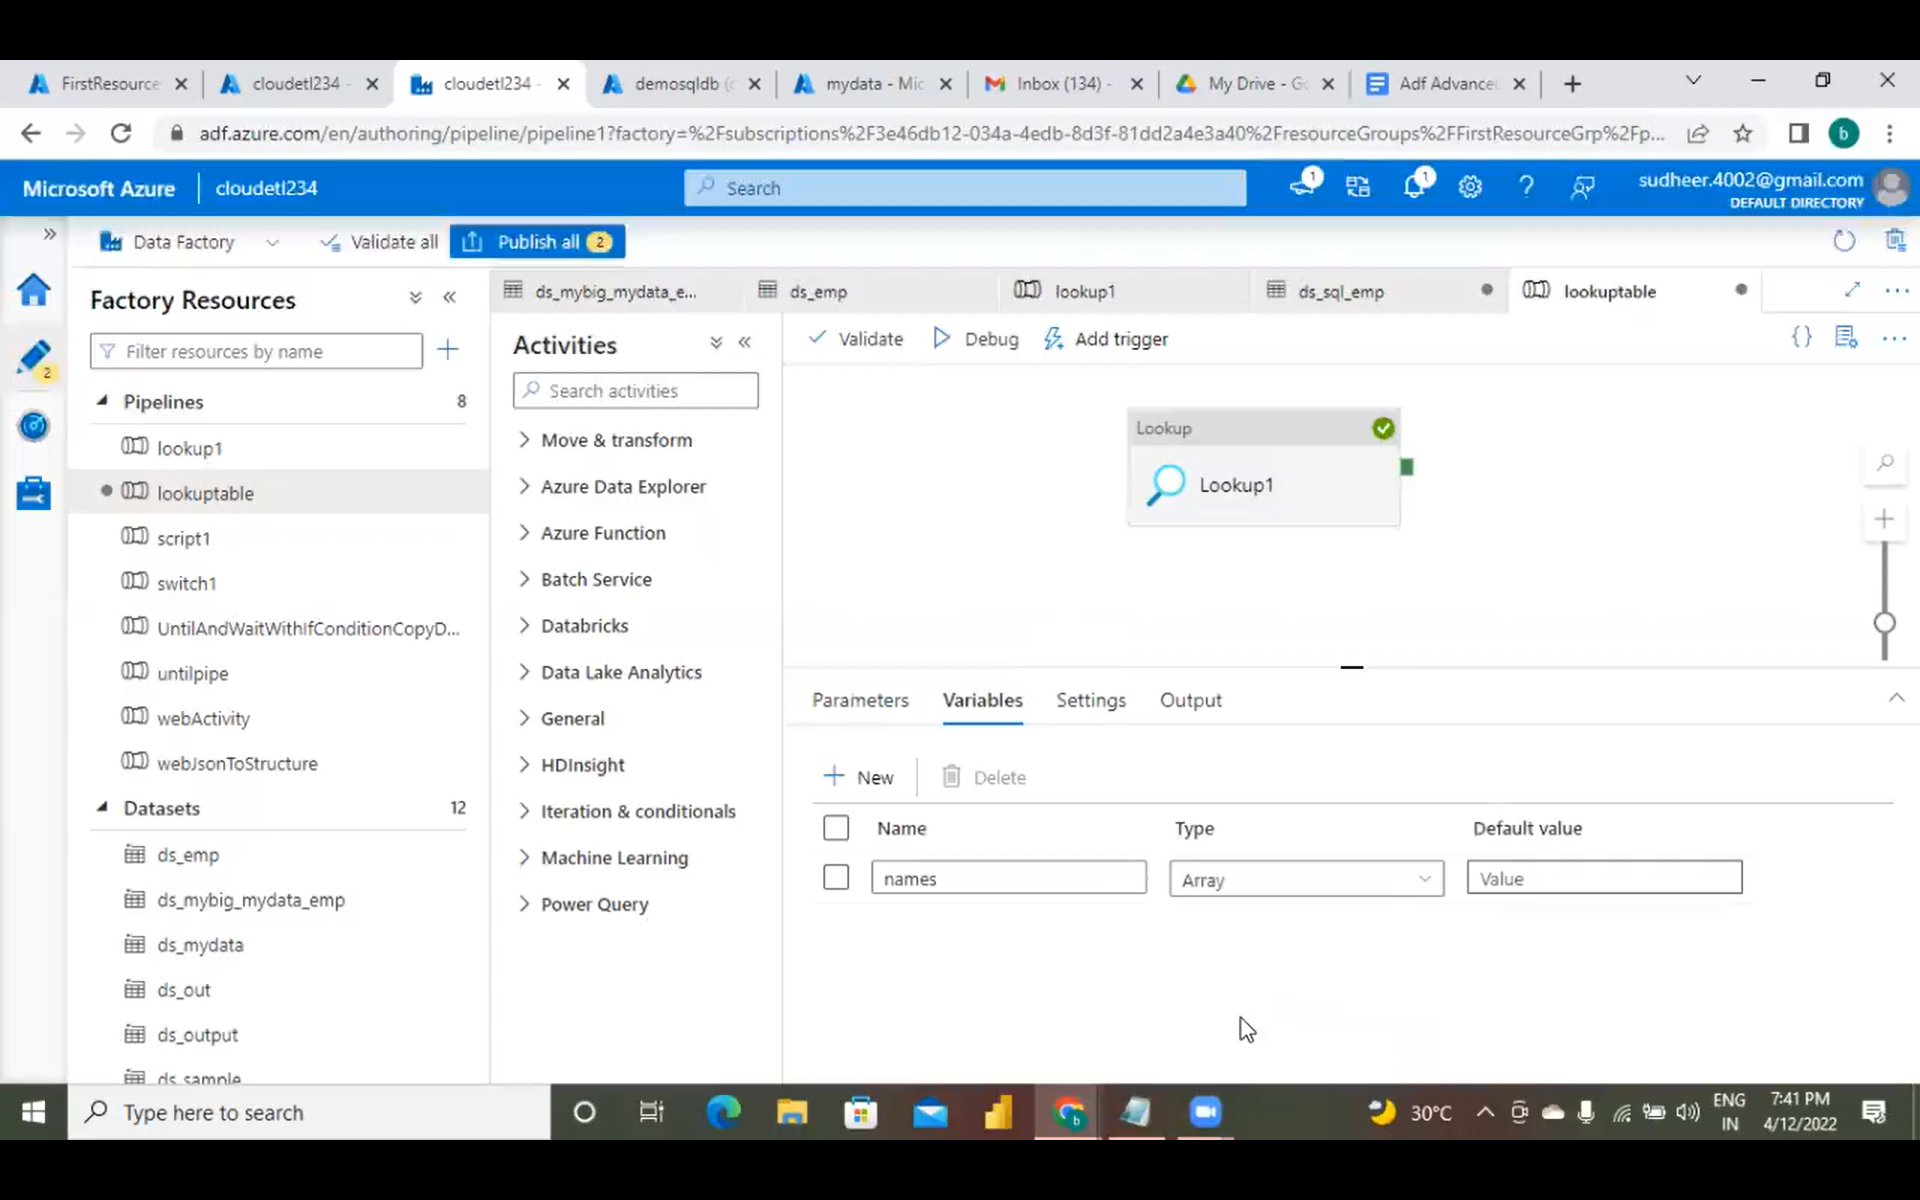 FirstResource
cloudetl234 -
cloudetl234 -
demosqldb (
mydata - Mic
Inbox (134) -
My Drive - Go
Adf Advance
adf.azure.com/en/authoring/pipeline/pipeline1?factory=%2Fsubscriptions%2F3e46db12-034a-4edb-8d3f-81dd2a4e3a40%2FresourceGroups%2FFirstResourceGrp%2Fp...
b
Microsoft Azure
cloudetl234
Search
1
1
sudheer.4002@gmail.com
DEFAULT DIRECTORY
Data Factory
Validate all
Publish all 2
Factory Resources
Filter resources by name
2
Pipelines 8
lookup1
lookuptable
script1
switch1
UntilAndWaitWithIfConditionCopyD...
untilpipe
webActivity
webJsonToStructure
Datasets 12
ds_emp
ds_mybig_mydata_emp
ds_mydata
ds_out
ds_output
ds_sample
ds_mybig_mydata_e...
ds_emp
lookup1
ds_sql_emp
lookuptable
Activities
Search activities
Move & transform
Azure Data Explorer
Azure Function
Batch Service
Databricks
Data Lake Analytics
General
HDInsight
Iteration & conditionals
Machine Learning
Power Query
Validate
Debug
Add trigger
{}
Lookup
Lookup1
Parameters
Variables
Settings
Output
New
Delete
Name
Type
Default value
names
Array
Value
Type here to search
30°C
ENG
IN
7:41 PM
4/12/2022